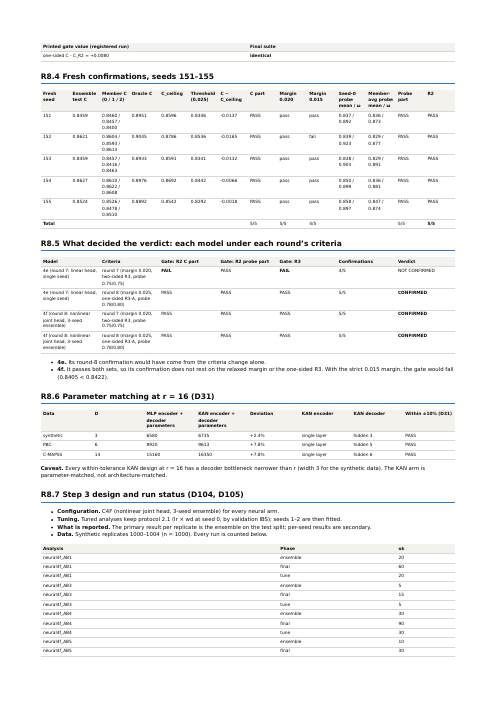 Printed gate value (registered run) Final suite
one-sided C - C_R2 = +0.0080 identical
R8.4 Fresh confirmations, seeds 151–155
Fresh seed Ensemble test C Member C (0 / 1 / 2) Oracle C C_ceiling Threshold (0.025) C − C_ceiling C part Margin 0.020 Margin 0.015 Seed-0 probe mean / ω Member-avg probe mean / ω Probe part R2
151 0.8459 0.8460 / 0.8457 / 0.8400 0.8951 0.8596 0.8346 -0.0137 PASS pass pass 0.837 / 0.892 0.836 / 0.873 PASS PASS
152 0.8621 0.8604 / 0.8593 / 0.8613 0.9045 0.8786 0.8536 -0.0165 PASS pass fail 0.839 / 0.923 0.829 / 0.877 PASS PASS
153 0.8459 0.8457 / 0.8416 / 0.8463 0.8933 0.8591 0.8341 -0.0132 PASS pass pass 0.838 / 0.903 0.829 / 0.891 PASS PASS
154 0.8627 0.8610 / 0.8622 / 0.8608 0.8976 0.8692 0.8442 -0.0066 PASS pass pass 0.850 / 0.899 0.836 / 0.881 PASS PASS
155 0.8524 0.8526 / 0.8478 / 0.8510 0.8892 0.8542 0.8292 -0.0018 PASS pass pass 0.858 / 0.897 0.847 / 0.874 PASS PASS
Total 5/5 5/5 4/5 5/5 5/5
R8.5 What decided the verdict: each model under each round's criteria
Model Criteria Gate: R2 C part Gate: R2 probe part Gate: R3 Confirmations Verdict
4e (round 7: linear head, single seed) round 7 (margin 0.020, two-sided R3, probe 0.75/0.75) FAIL PASS FAIL 4/5 NOT CONFIRMED
4e (round 7: linear head, single seed) round 8 (margin 0.025, one-sided R3-A, probe 0.78/0.80) PASS PASS PASS 5/5 CONFIRMED
4f (round 8: nonlinear joint head, 3-seed ensemble) round 7 (margin 0.020, two-sided R3, probe 0.75/0.75) PASS PASS PASS 5/5 CONFIRMED
4f (round 8: nonlinear joint head, 3-seed ensemble) round 8 (margin 0.025, one-sided R3-A, probe 0.78/0.80) PASS PASS PASS 5/5 CONFIRMED
• 4e. Its round-8 confirmation would have come from the criteria change alone.
• 4f. It passes both sets, so its confirmation does not rest on the relaxed margin or the one-sided R3. With the strict 0.015 margin, the gate would fail
(0.8405 < 0.8422).
R8.6 Parameter matching at r = 16 (D31)
Data D MLP encoder + decoder parameters KAN encoder + decoder parameters Deviation KAN encoder KAN decoder Within ±10% (D31)
synthetic 3 6580 6735 +2.4% single layer hidden 3 PASS
PBC 6 8920 9613 +7.8% single layer hidden 5 PASS
C-MAPSS 14 15160 16350 +7.8% single layer hidden 6 PASS
Caveat. Every within-tolerance KAN design at r = 16 has a decoder bottleneck narrower than r (width 3 for the synthetic data). The KAN arm is
parameter-matched, not architecture-matched.
R8.7 Step 3 design and run status (D104, D105)
• Configuration. C4F (nonlinear joint head, 3-seed ensemble) for every neural arm.
• Tuning. Tuned analyses keep protocol 2.1 (lr × wd at seed 0, by validation IBS); seeds 1–2 are then fitted.
• What is reported. The primary result per replicate is the ensemble on the test split; per-seed results are secondary.
• Data. Synthetic replicates 1000–1004 (n = 1000). Every run is counted below.
Analysis Phase ok
neural4f_AB1 ensemble 20
neural4f_AB1 final 60
neural4f_AB1 tune 20
neural4f_AB3 ensemble 5
neural4f_AB3 final 15
neural4f_AB3 tune 5
neural4f_AB4 ensemble 30
neural4f_AB4 final 90
neural4f_AB4 tune 30
neural4f_AB5 ensemble 10
neural4f_AB5 final 30